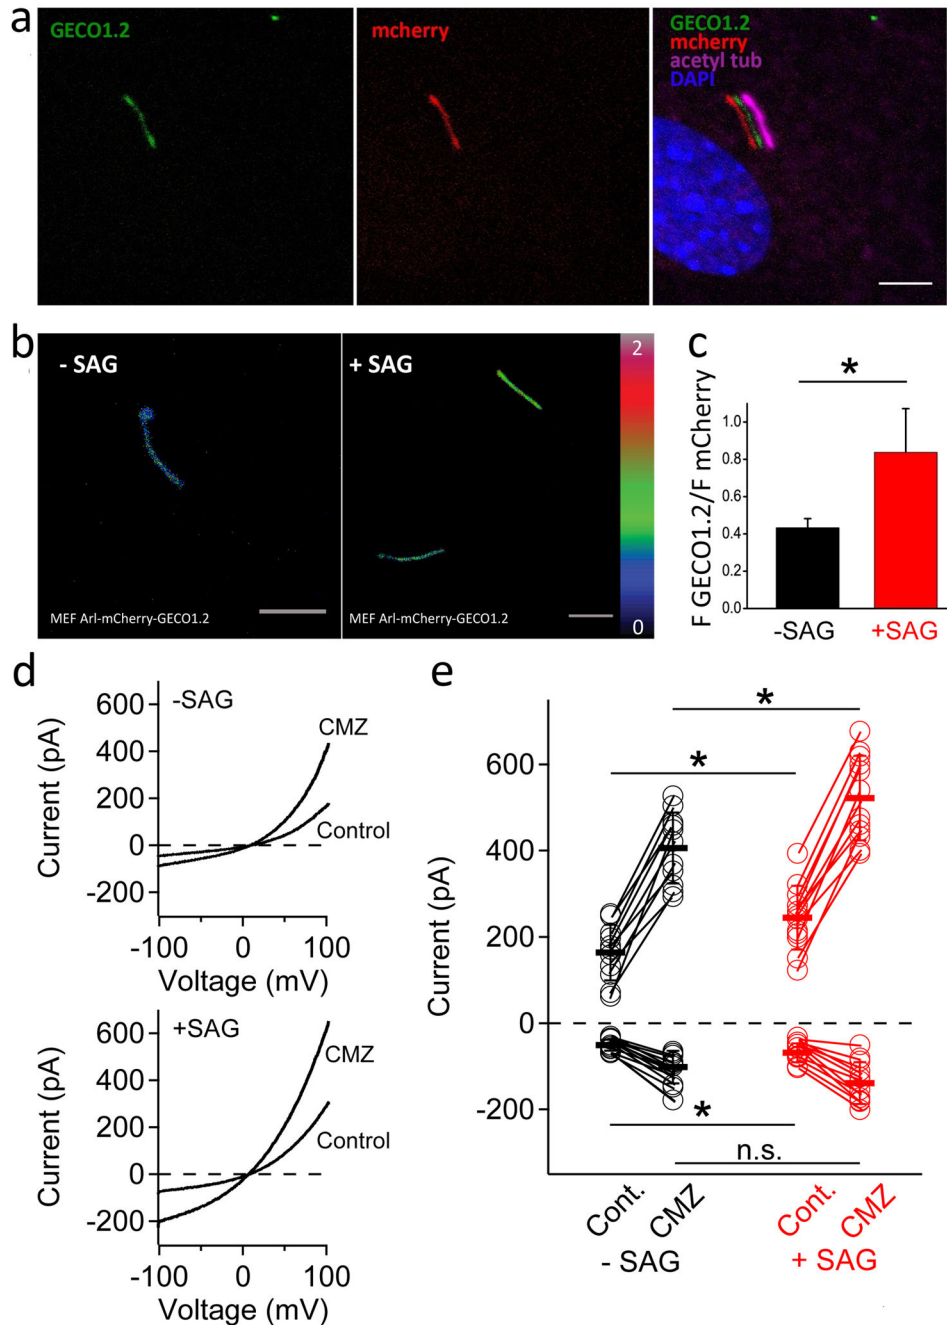 a
GECO1.2
mcherry
GECO1.2
mcherry
acetyl tub
DAPI
b
- SAG
MEF Arl-mCherry-GECO1.2
+ SAG
MEF Arl-mCherry-GECO1.2
2
0
c
*
F GECO1.2/F mCherry
1.0
0.8
0.6
0.4
0.2
0.0
-SAG
+SAG
d
-SAG
CMZ
Control
Current (pA)
600
400
200
0
-200
-100
0
100
Voltage (mV)
+SAG
CMZ
Control
Current (pA)
600
400
200
0
-200
-100
0
100
Voltage (mV)
e
*
*
Current (pA)
600
400
200
0
-200
*
n.s.
Cont.
CMZ
Cont.
CMZ
- SAG
+ SAG